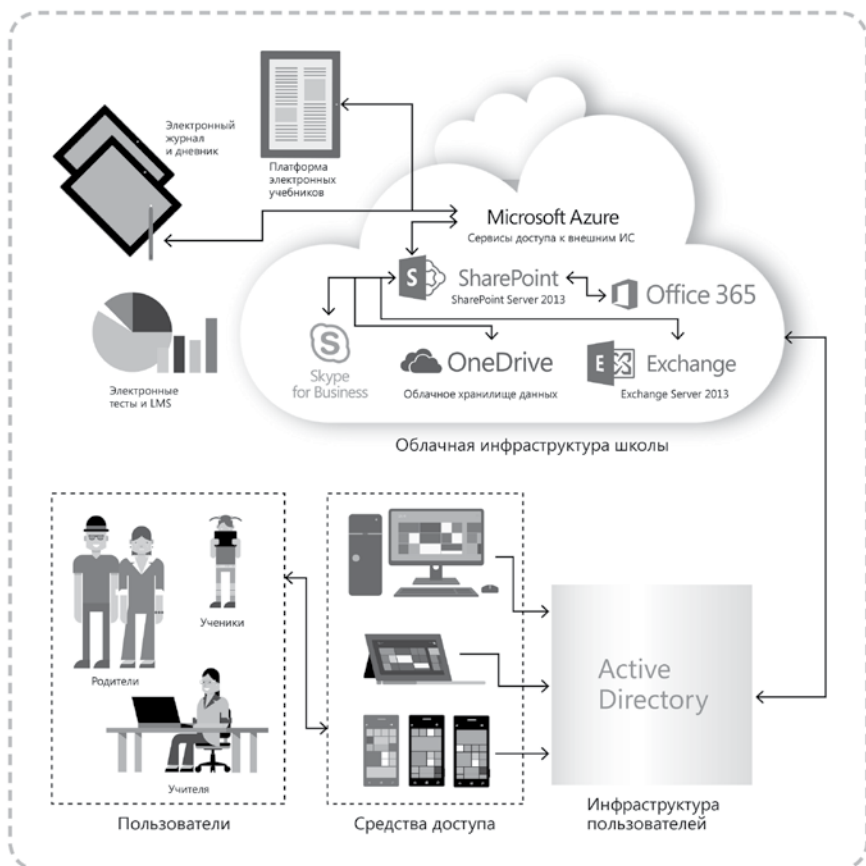 Электронный
журнал
и дневник
Платформа
электронных
учебников
Microsoft Azure
Сервисы доступа к внешним ИС
S
SharePoint
SharePoint Server 2013
Office 365
S
Skype
for Business
OneDrive
Облачное хранилище данных
E
Exchange
Exchange Server 2013
Электронные
тесты и LMS
Облачная инфраструктура школы
Родители
Ученики
Учителя
Пользователи
Средства доступа
Active
Directory
Инфраструктура
пользователей